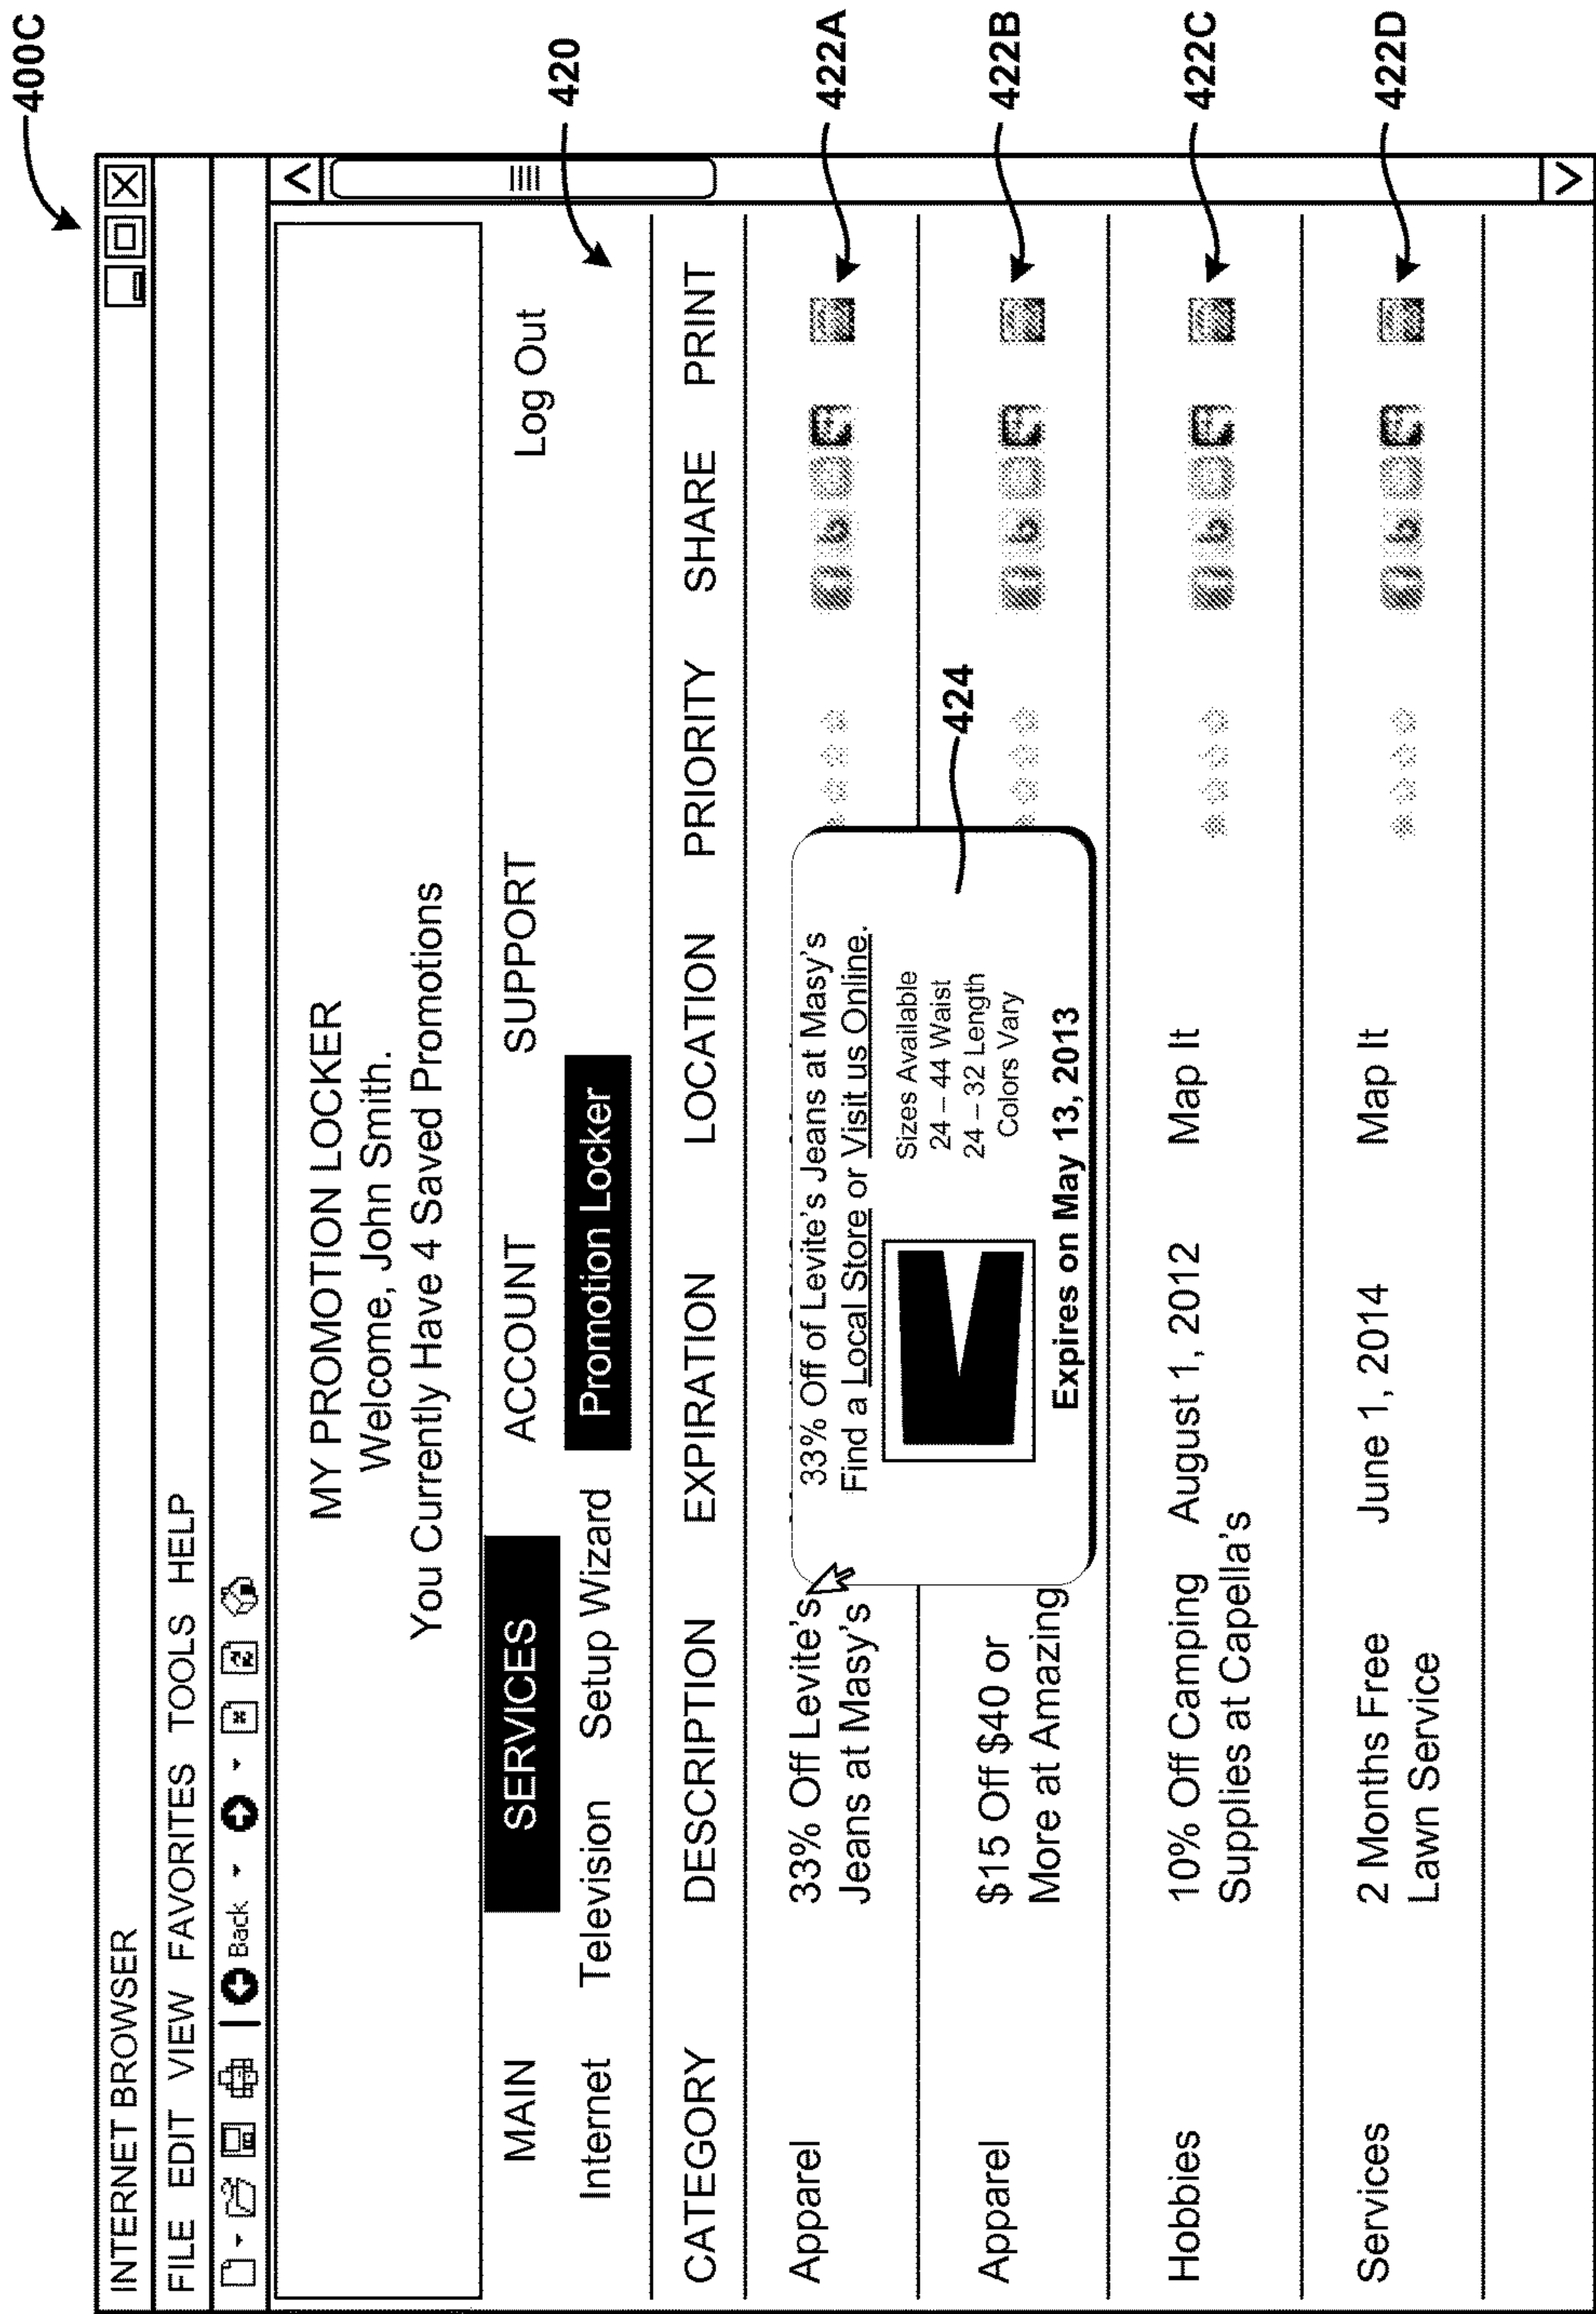 400C
INTERNET BROWSER
FILE EDIT VIEW FAVORITES TOOLS HELP
Back
MY PROMOTION LOCKER
Welcome, John Smith.
You Currently Have 4 Saved Promotions
MAIN SERVICES ACCOUNT SUPPORT Log Out
Internet Television Setup Wizard Promotion Locker
420
CATEGORY DESCRIPTION EXPIRATION LOCATION PRIORITY SHARE PRINT
Apparel 33% Off Levite's
Jeans at Masy's
422A
33% Off of Levite's Jeans at Masy's
Find a Local Store or Visit us Online.
Sizes Available
24 – 44 Waist
24 – 32 Length
Colors Vary
Expires on May 13, 2013
424
Apparel $15 Off $40 or
More at Amazing
422B
Hobbies 10% Off Camping August 1, 2012 Map It
Supplies at Capella's
422C
Services 2 Months Free June 1, 2014 Map It
Lawn Service
422D